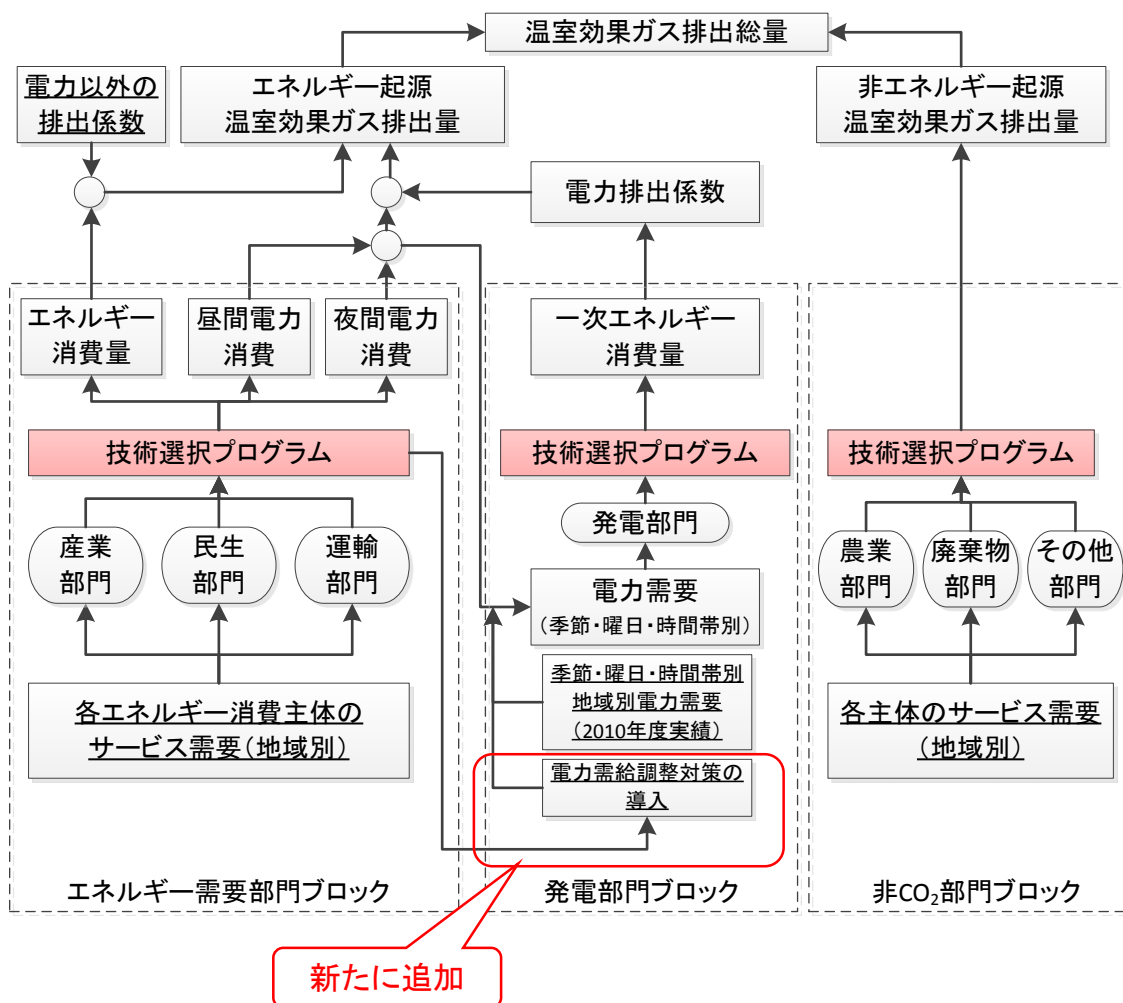 温室効果ガス排出総量
電力以外の
排出係数
エネルギー起源
温室効果ガス排出量
非エネルギー起源
温室効果ガス排出量
電力排出係数
エネルギー
消費量
昼間電力
消費
夜間電力
消費
一次エネルギー
消費量
技術選択プログラム
技術選択プログラム
技術選択プログラム
産業
部門
民生
部門
運輸
部門
発電部門
農業
部門
廃棄物
部門
その他
部門
電力需要
（季節・曜日・時間帯別）
各エネルギー消費主体の
サービス需要（地域別）
季節・曜日・時間帯別
地域別電力需要
（2010年度実績）
各主体のサービス需要
（地域別）
電力需給調整対策の
導入
エネルギー需要部門ブロック
発電部門ブロック
非CO₂部門ブロック
新たに追加